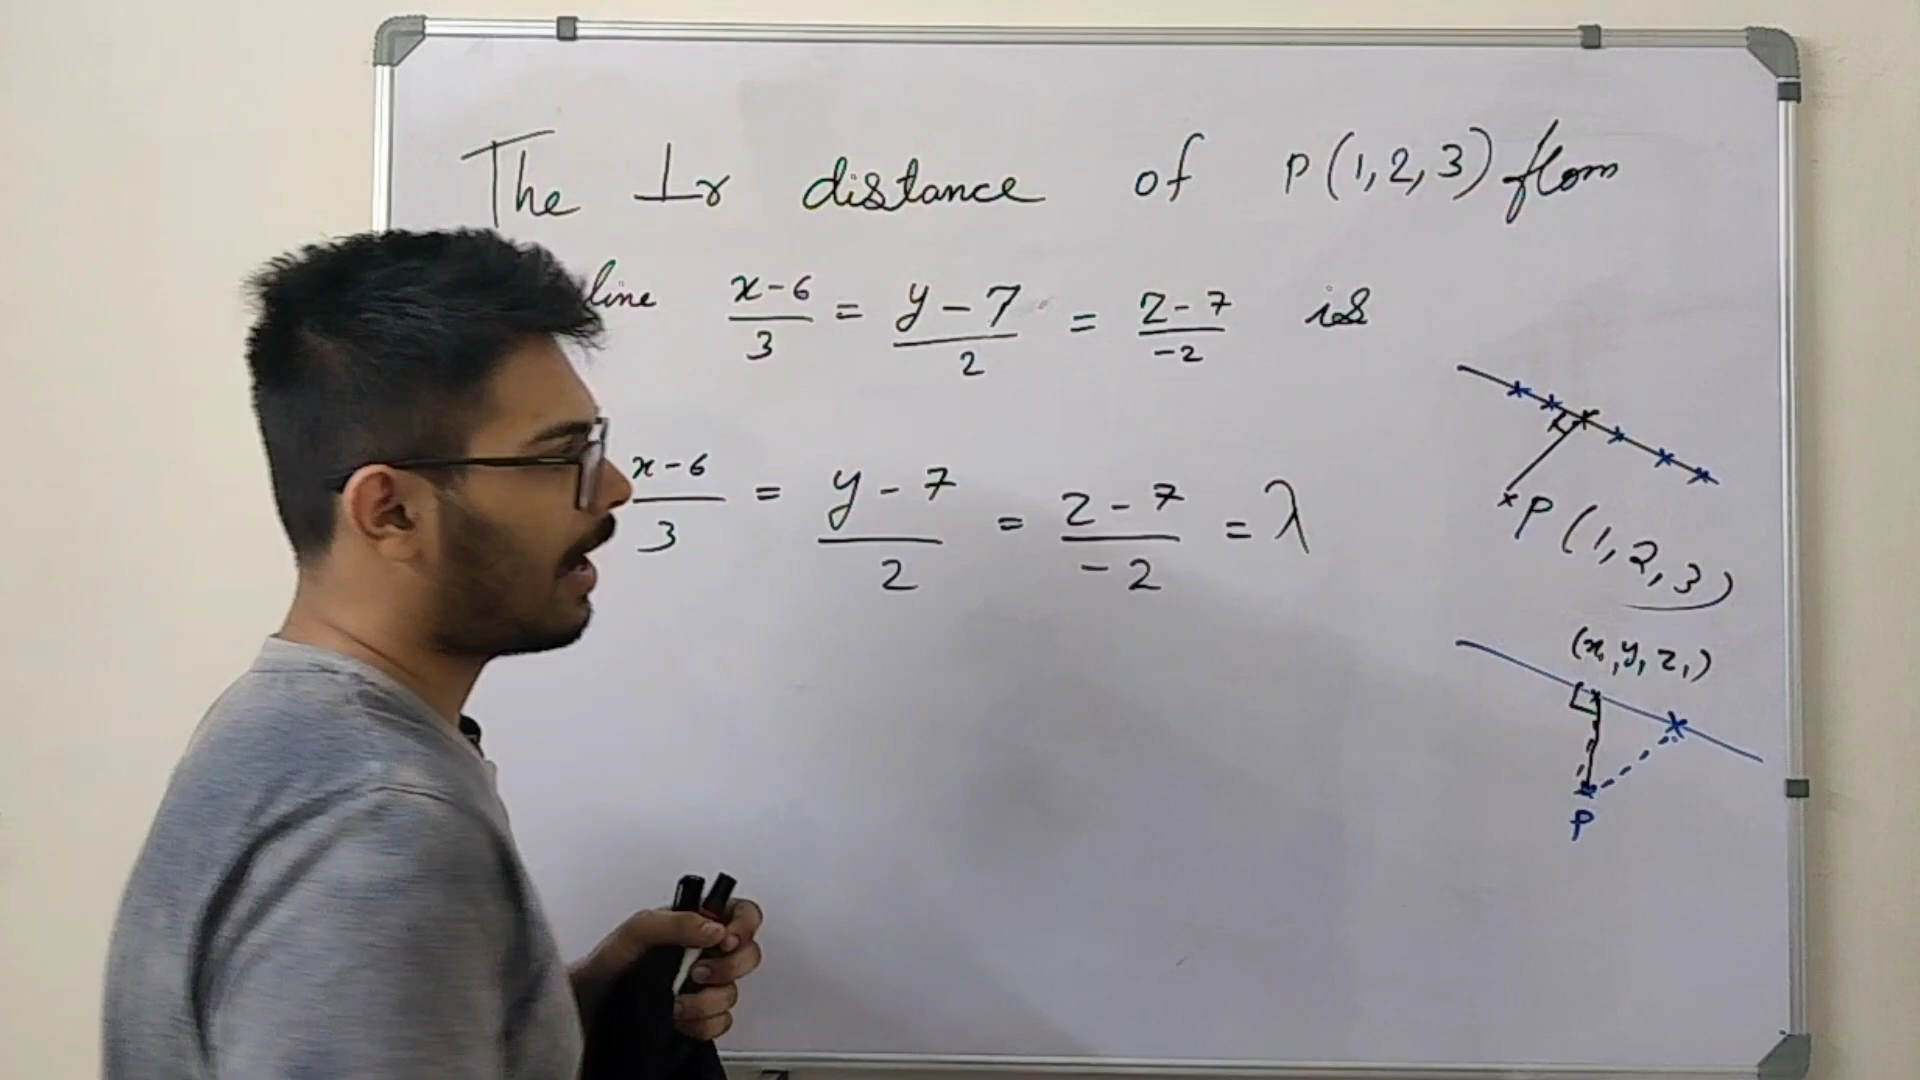 The ⊥r distance of P(1,2,3) from
line x-6/3 = y-7/2 = z-7/-2 is
x-6/3 = y-7/2 = z-7/-2 = λ
P(1,2,3)
(x₁,y₁,z₁)
P